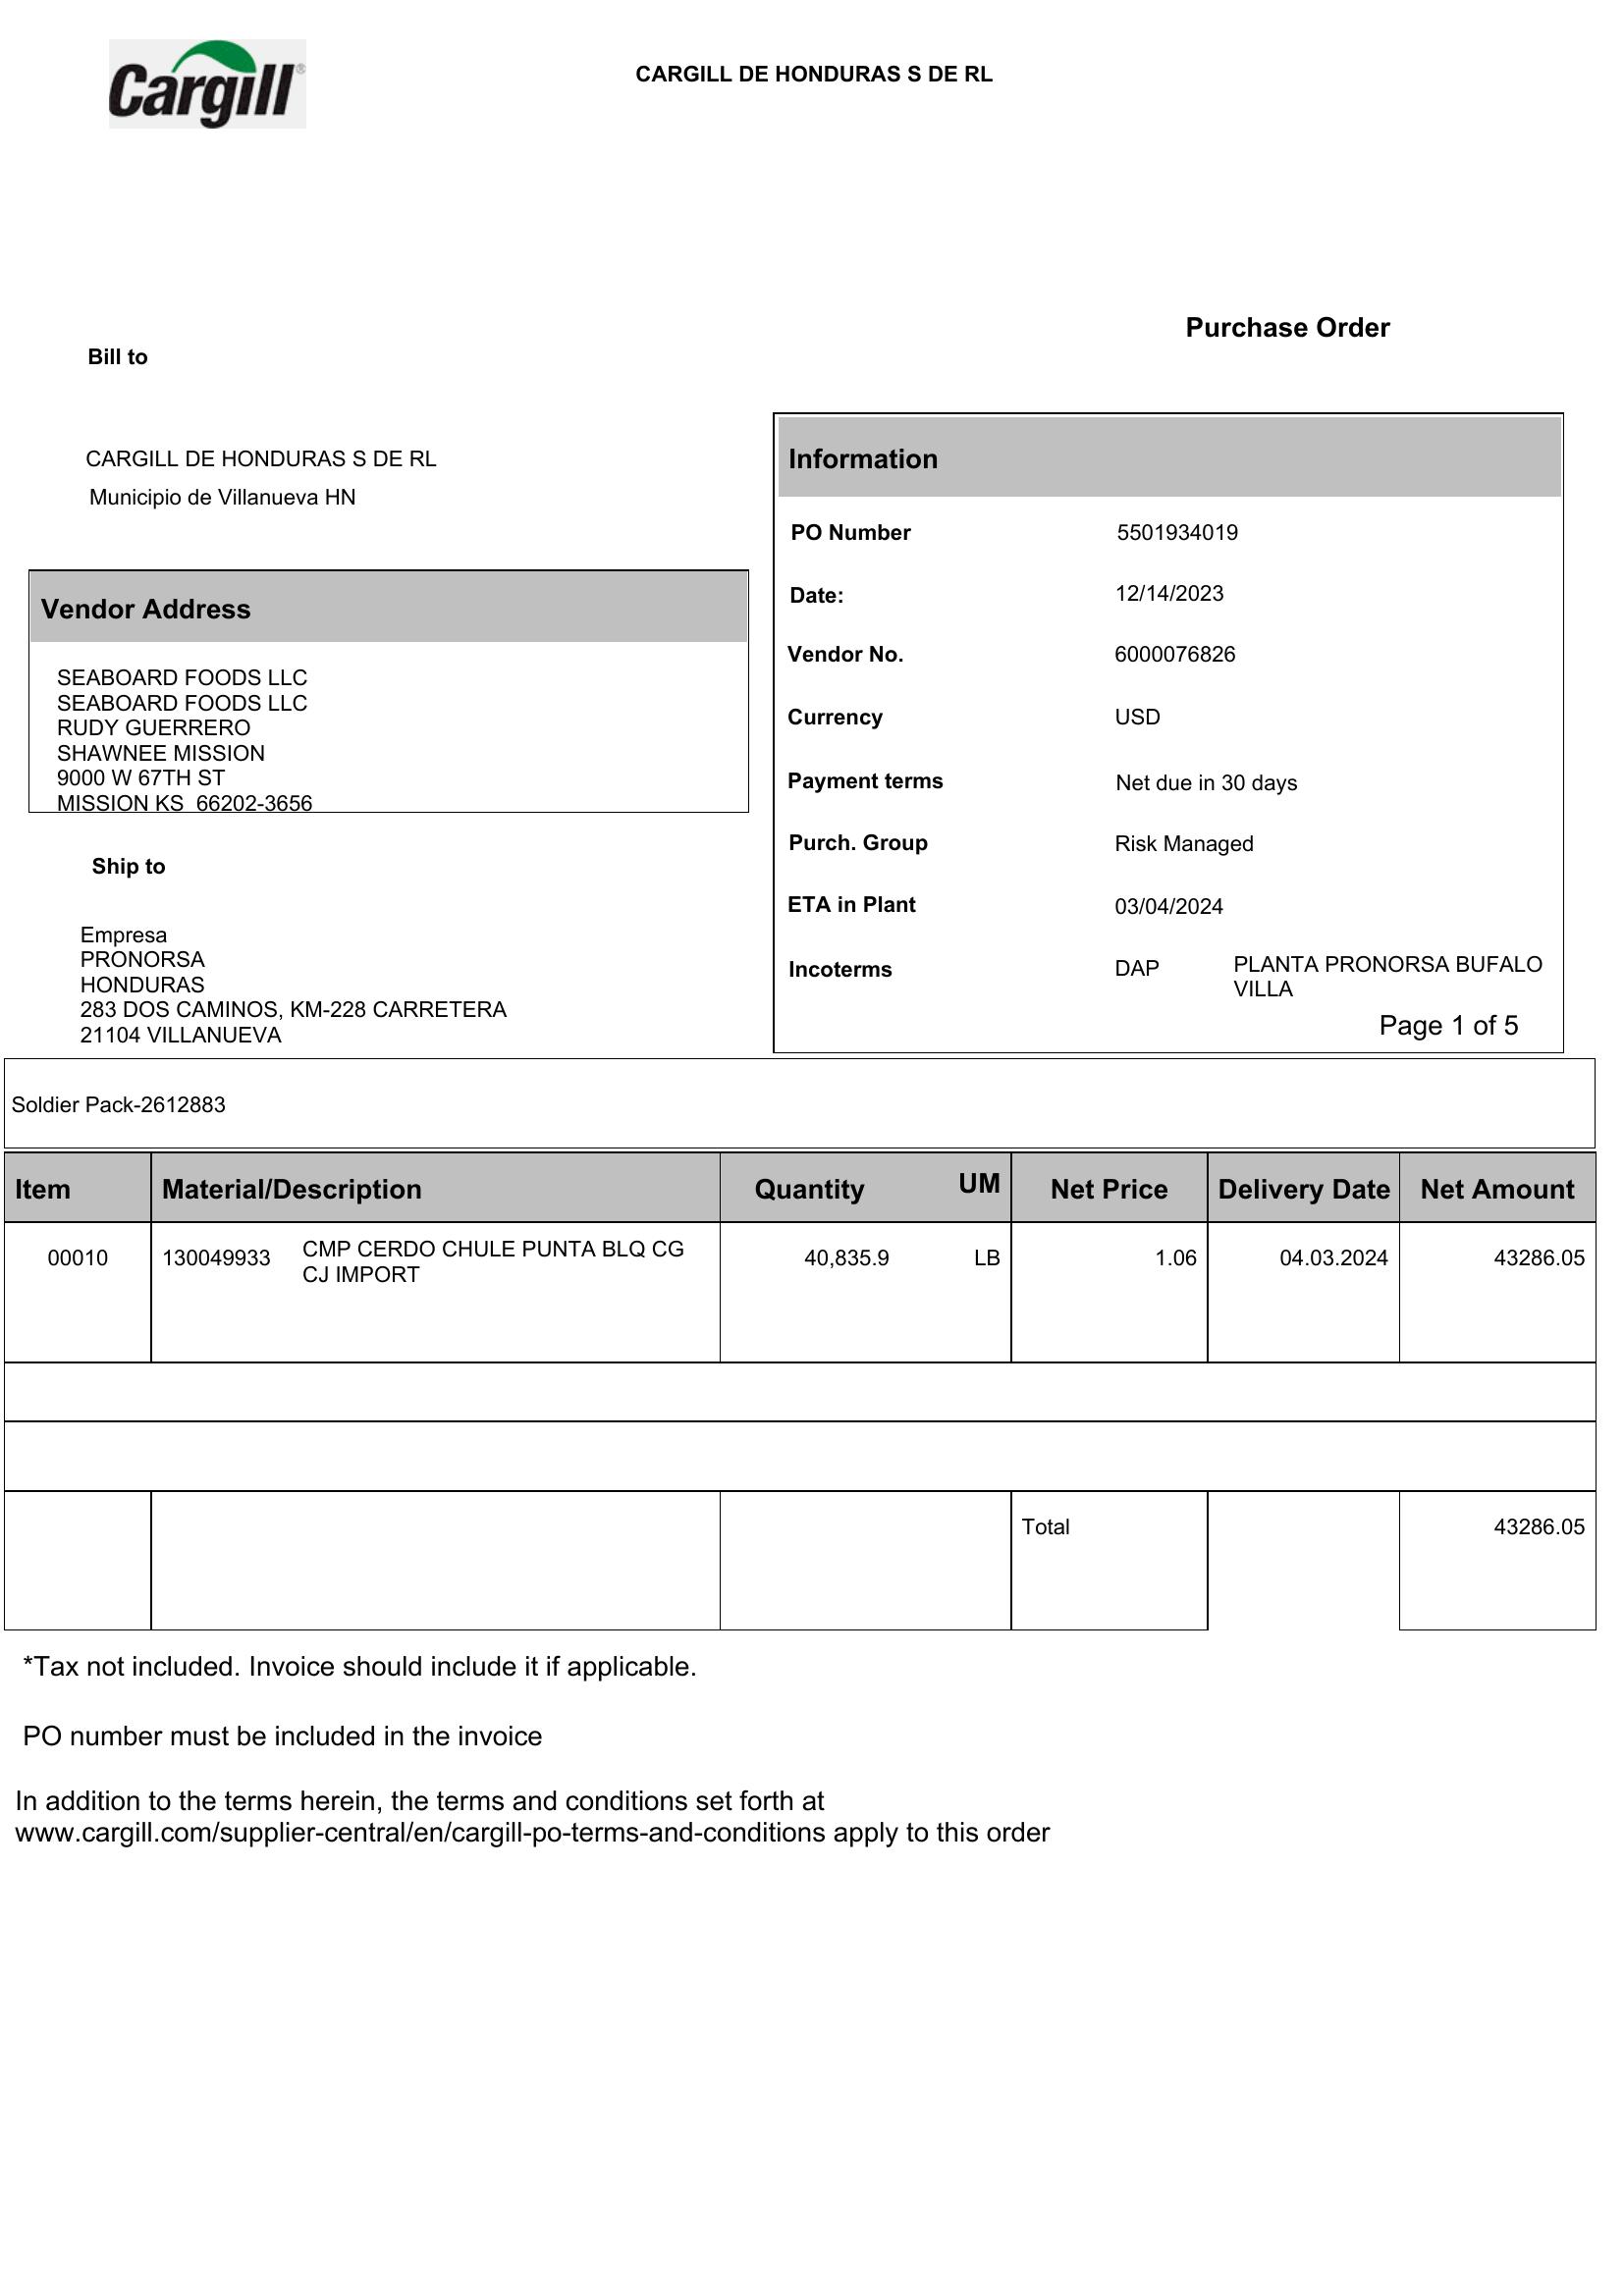 Cargill®
CARGILL DE HONDURAS S DE RL
Purchase Order
Bill to
CARGILL DE HONDURAS S DE RL
Municipio de Villanueva HN
Vendor Address
SEABOARD FOODS LLC
SEABOARD FOODS LLC
RUDY GUERRERO
SHAWNEE MISSION
9000 W 67TH ST
MISSION KS  66202-3656
Ship to
Empresa
PRONORSA
HONDURAS
283 DOS CAMINOS, KM-228 CARRETERA
21104 VILLANUEVA
Information
PO Number 5501934019
Date: 12/14/2023
Vendor No. 6000076826
Currency USD
Payment terms Net due in 30 days
Purch. Group Risk Managed
ETA in Plant 03/04/2024
Incoterms DAP PLANTA PRONORSA BUFALO
VILLA
Page 1 of 5
Soldier Pack-2612883
Item Material/Description Quantity UM Net Price Delivery Date Net Amount
00010 130049933 CMP CERDO CHULE PUNTA BLQ CG 40,835.9 LB 1.06 04.03.2024 43286.05
CJ IMPORT
Total 43286.05
*Tax not included. Invoice should include it if applicable.
PO number must be included in the invoice
In addition to the terms herein, the terms and conditions set forth at
www.cargill.com/supplier-central/en/cargill-po-terms-and-conditions apply to this order